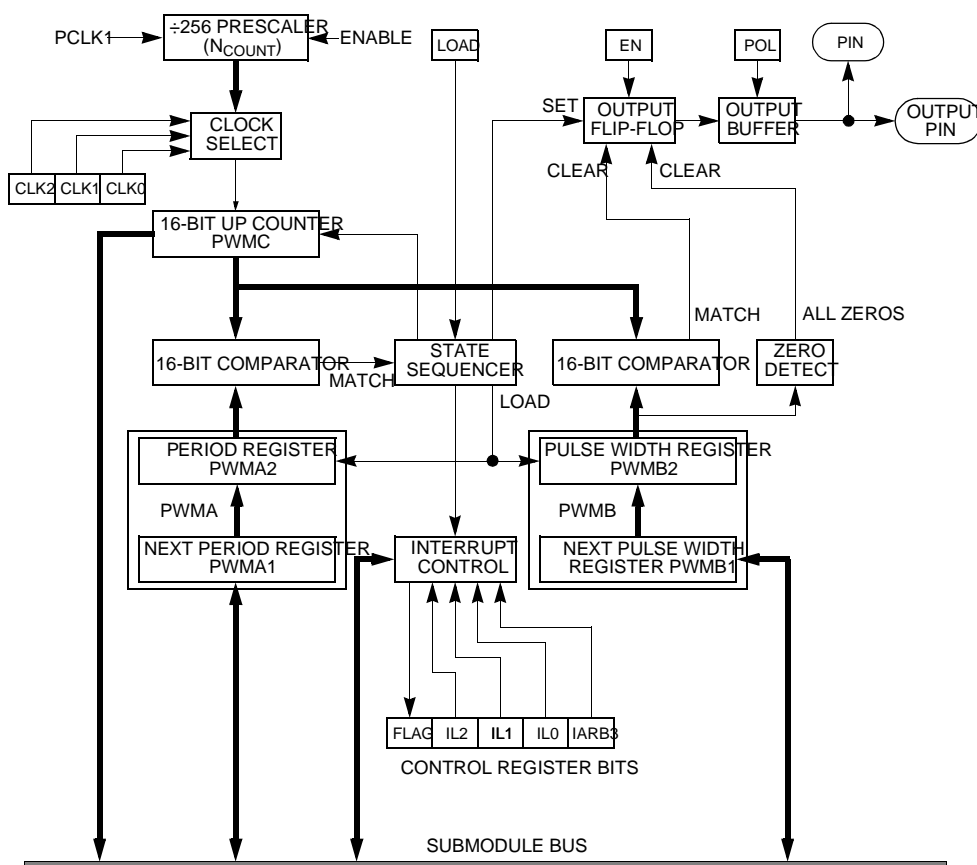 ÷256 PRESCALER
(NCOUNT)
PCLK1
ENABLE
LOAD
EN
POL
PIN
CLOCK
SELECT
SET
OUTPUT
FLIP-FLOP
OUTPUT
BUFFER
OUTPUT
PIN
CLEAR
CLEAR
CLK2
CLK1
CLK0
16-BIT UP COUNTER
PWMC
MATCH
ALL ZEROS
16-BIT COMPARATOR
MATCH
STATE
SEQUENCER
16-BIT COMPARATOR
ZERO
DETECT
LOAD
PERIOD REGISTER
PWMA2
PULSE WIDTH REGISTER
PWMB2
PWMA
PWMB
NEXT PERIOD REGISTER
PWMA1
INTERRUPT
CONTROL
NEXT PULSE WIDTH
REGISTER PWMB1
FLAG
IL2
IL1
IL0
IARB3
CONTROL REGISTER BITS
SUBMODULE BUS